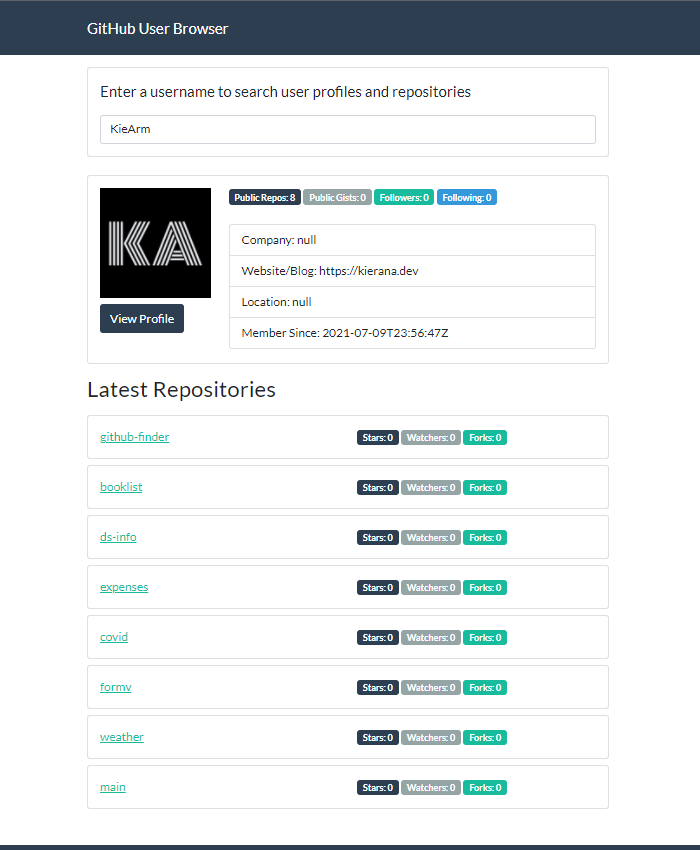 GitHub User Browser
Enter a username to search user profiles and repositories
KieArm
KA
Public Repos: 8 Public Gists: 0 Followers: 0 Following: 0
Company: null
Website/Blog: https://kierana.dev
Location: null
Member Since: 2021-07-09T23:56:47Z
View Profile
Latest Repositories
github-finder Stars: 0 Watchers: 0 Forks: 0
booklist Stars: 0 Watchers: 0 Forks: 0
ds-info Stars: 0 Watchers: 0 Forks: 0
expenses Stars: 0 Watchers: 0 Forks: 0
covid Stars: 0 Watchers: 0 Forks: 0
formv Stars: 0 Watchers: 0 Forks: 0
weather Stars: 0 Watchers: 0 Forks: 0
main Stars: 0 Watchers: 0 Forks: 0